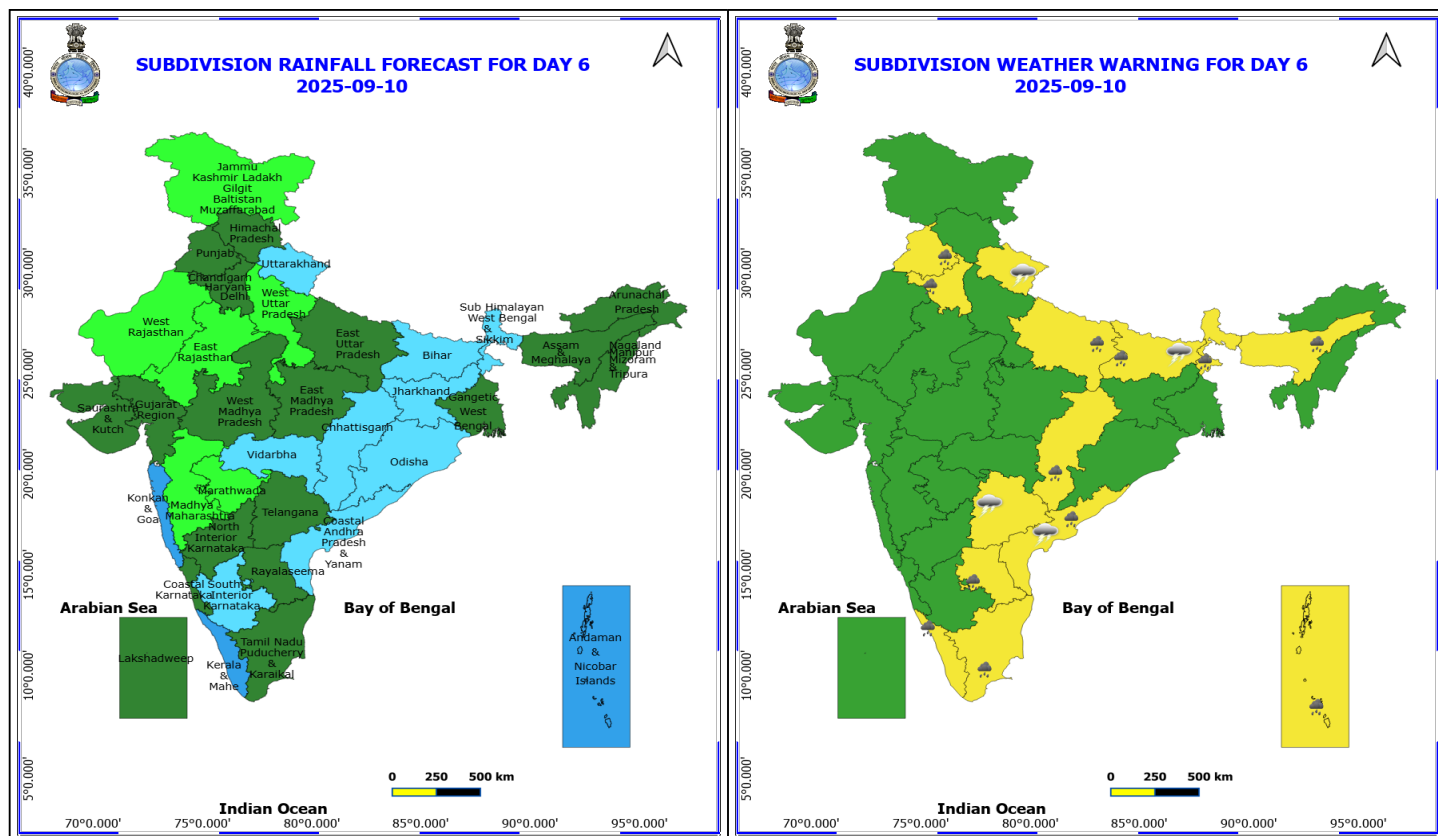 SUBDIVISION RAINFALL FORECAST FOR DAY 6
2025-09-10
40°0.000'
35°0.000'
30°0.000'
25°0.000'
20°0.000'
15°0.000'
10°0.000'
5°0.000'
Jammu
Kashmir Ladakh
Gilgit
Baltistan
Muzaffarabad
Himachal
Pradesh
Punjab
Uttarakhand
Chandigarh
Haryana
Delhi
West
Uttar
Pradesh
West
Rajasthan
East
Rajasthan
East
Uttar
Pradesh
Sub Himalayan
West Bengal
&
Sikkim
Bihar
Arunachal
Pradesh
Assam
&
Meghalaya
Nagaland
Manipur
Mizoram
&
Tripura
Saurashtra
&
Kutch
Gujarat
Region
West
Madhya
Pradesh
East
Madhya
Pradesh
Jharkhand
Gangetic
West
Bengal
Chhattisgarh
Odisha
Vidarbha
Konkan
&
Goa
Marathwada
Madhya
Maharashtra
Telangana
North
Interior
Karnataka
Coastal
Andhra
Pradesh
&
Yanam
Rayalaseema
Coastal
Karnataka
South
Interior
Karnataka
Arabian Sea
Bay of Bengal
Lakshadweep
Tamil Nadu
Puducherry
&
Karaikal
Kerala
&
Mahe
Andaman
&
Nicobar
Islands
0 250 500 km
Indian Ocean
70°0.000' 75°0.000' 80°0.000' 85°0.000' 90°0.000' 95°0.000'
SUBDIVISION WEATHER WARNING FOR DAY 6
2025-09-10
40°0.000'
35°0.000'
30°0.000'
25°0.000'
20°0.000'
15°0.000'
10°0.000'
5°0.000'
Arabian Sea
Bay of Bengal
0 250 500 km
Indian Ocean
70°0.000' 75°0.000' 80°0.000' 85°0.000' 90°0.000' 95°0.000'